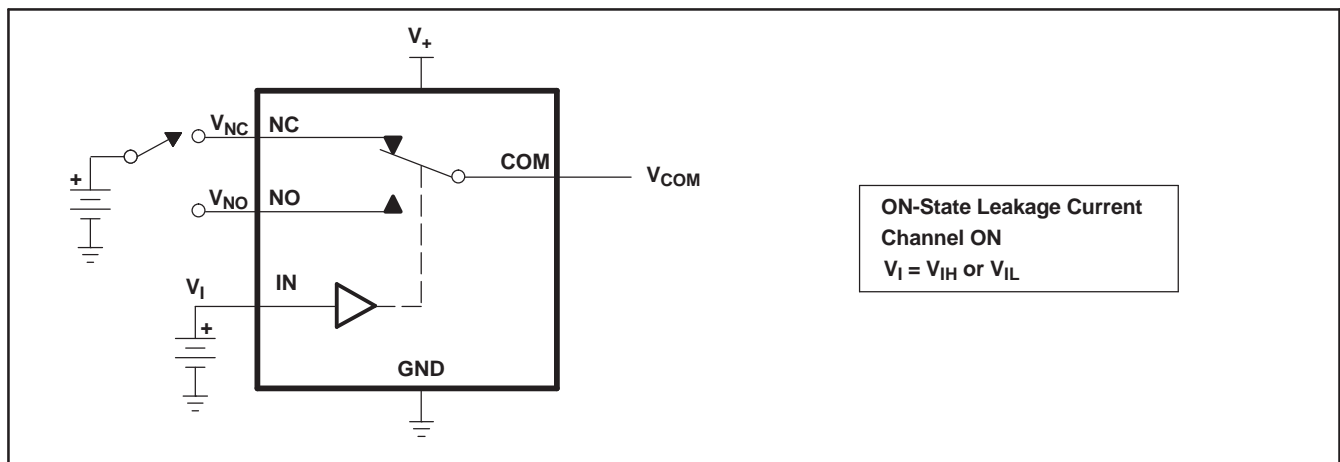 V+
VNC NC
COM
VCOM
+
VNO NO
ON-State Leakage Current
Channel ON
VI = VIH or VIL
VI IN
+
GND